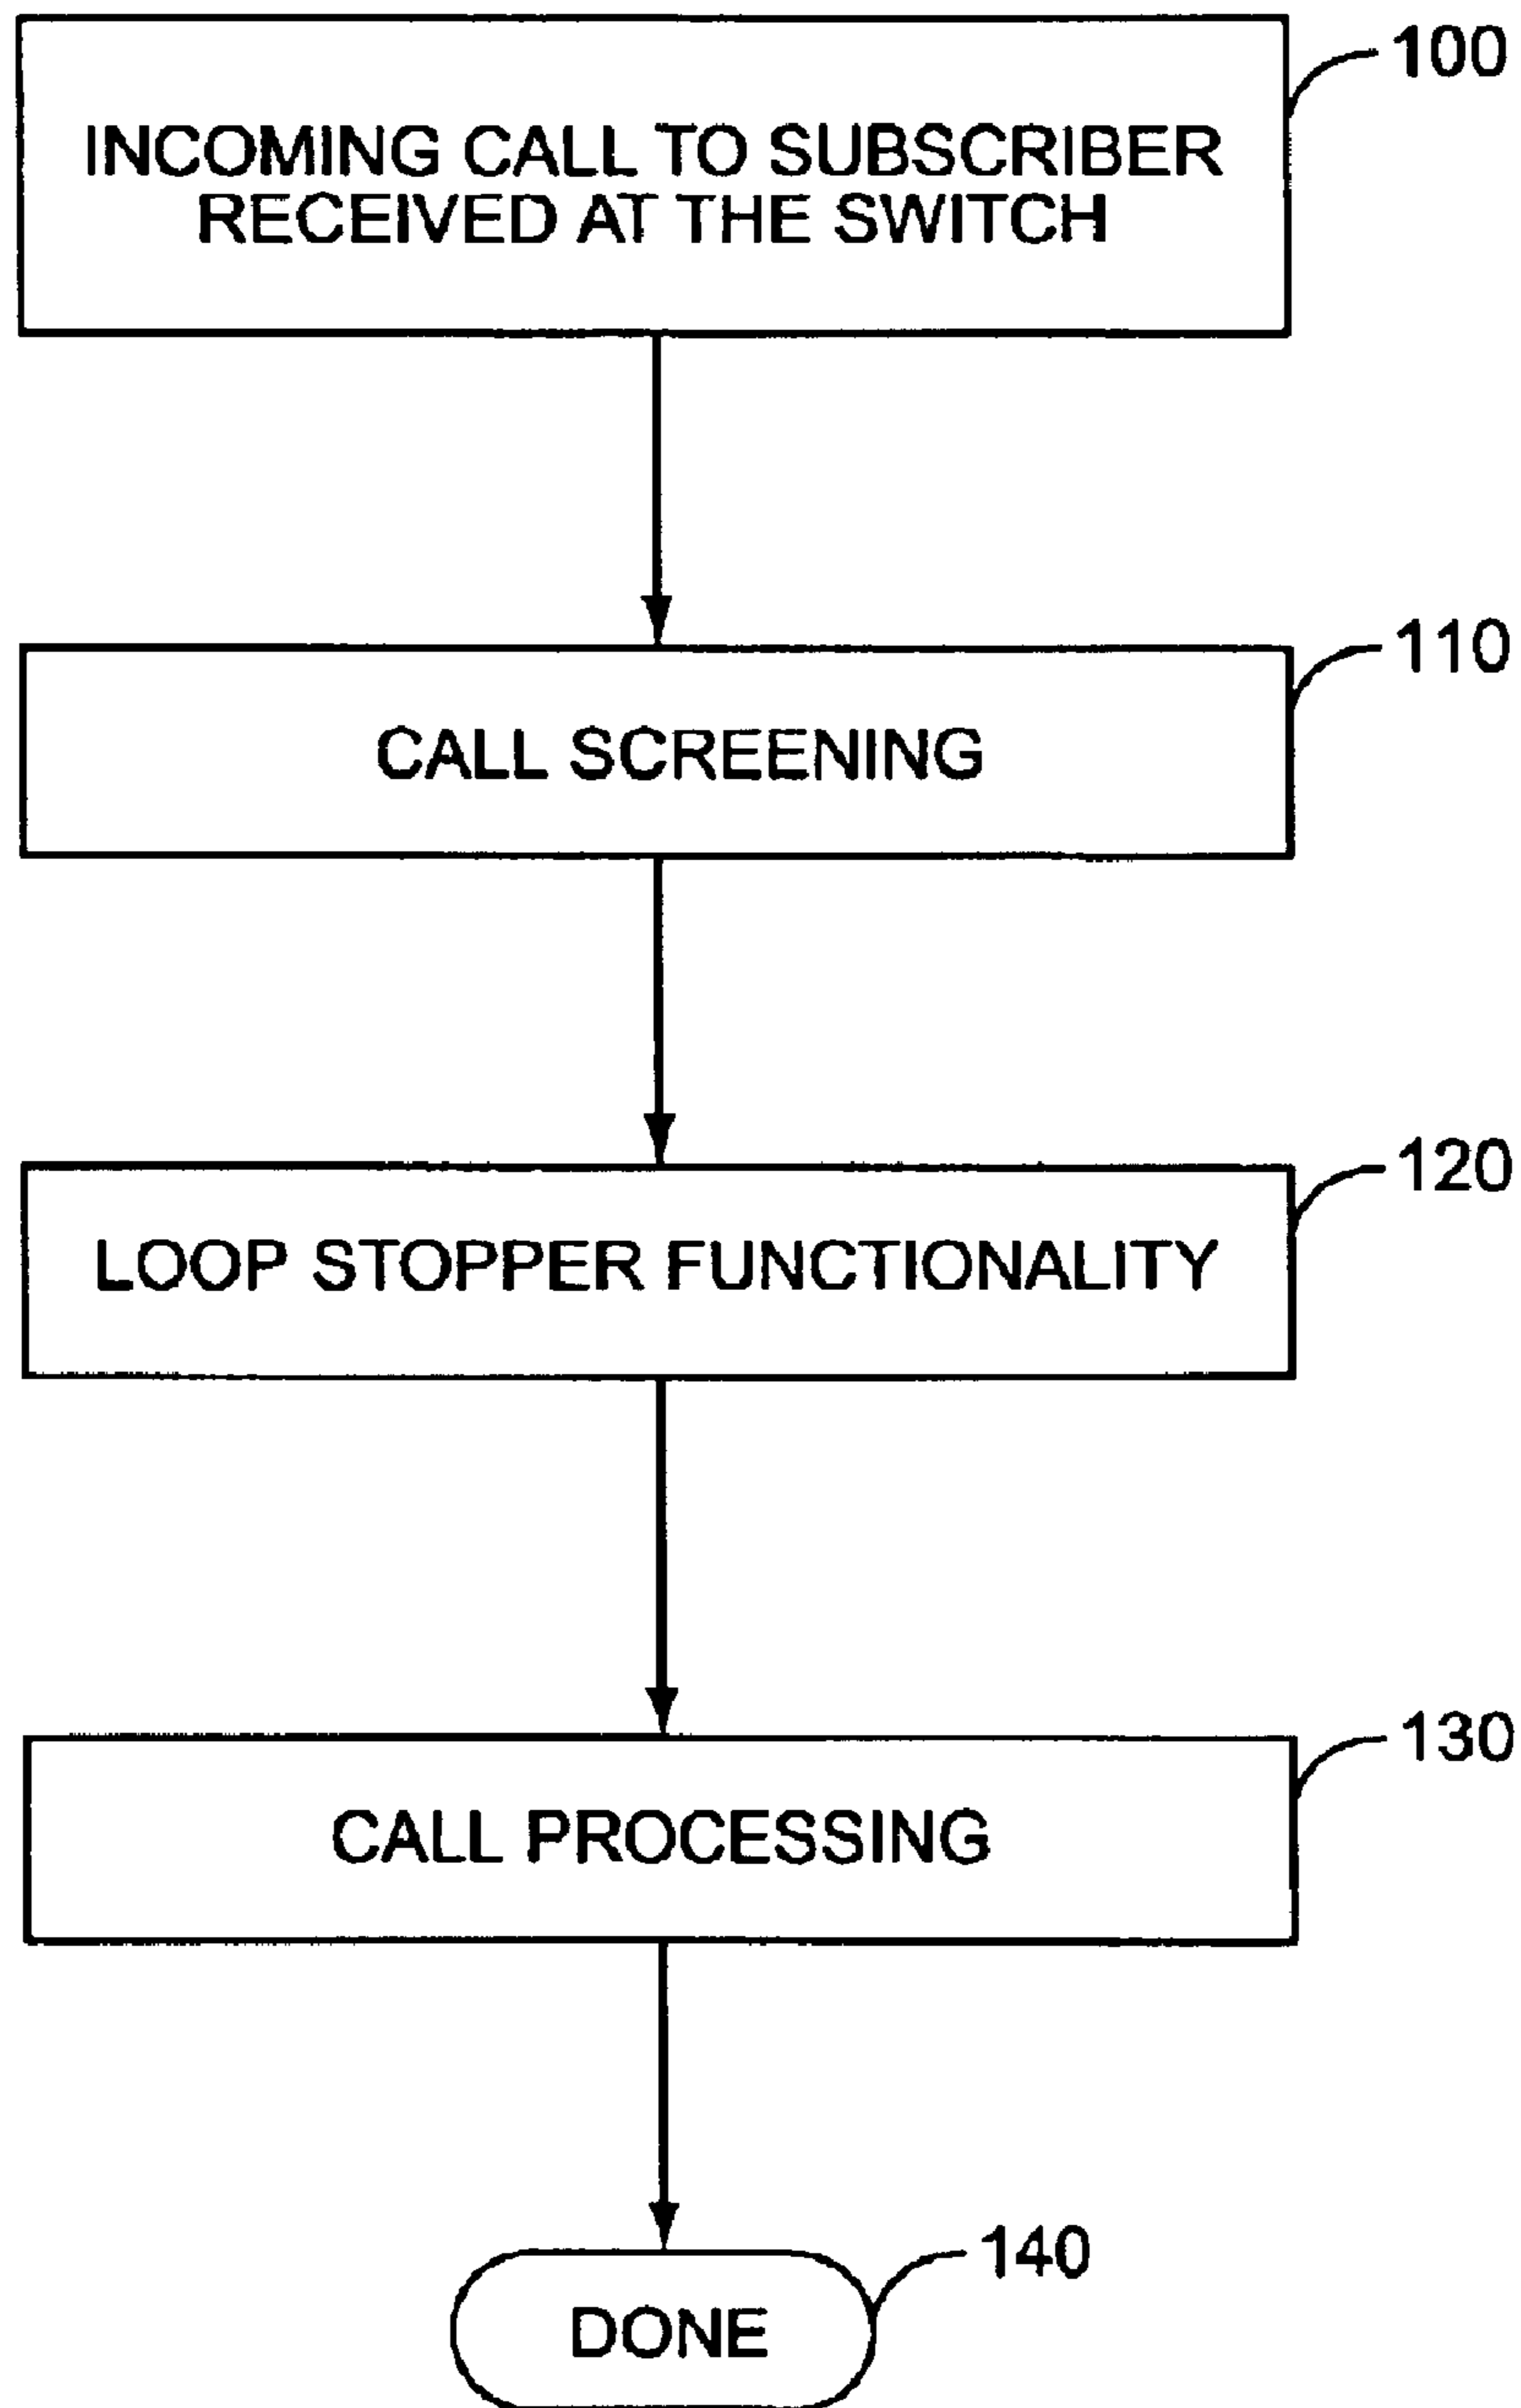 100
INCOMING CALL TO SUBSCRIBER
RECEIVED AT THE SWITCH
110
CALL SCREENING
120
LOOP STOPPER FUNCTIONALITY
130
CALL PROCESSING
140
DONE